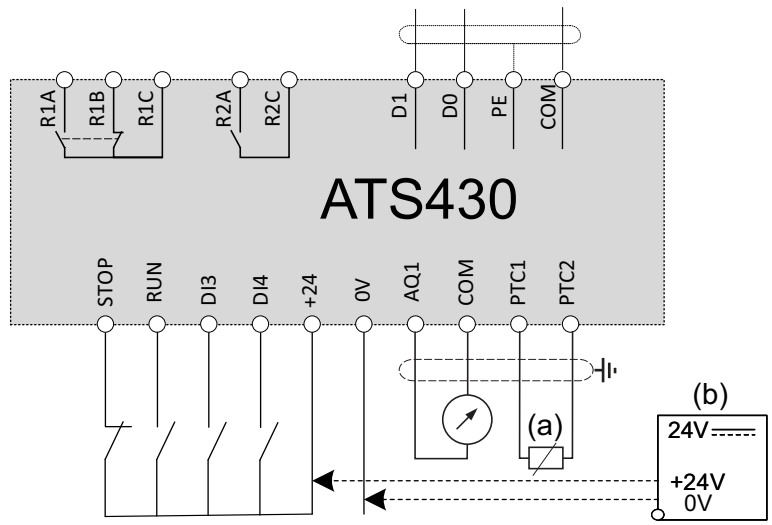 R1A R1B R1C R2A R2C D1 D0 PE COM
ATS430
STOP RUN DI3 DI4 +24 0V AQ1 COM PTC1 PTC2
(a)
(b)
24V
+24V
0V